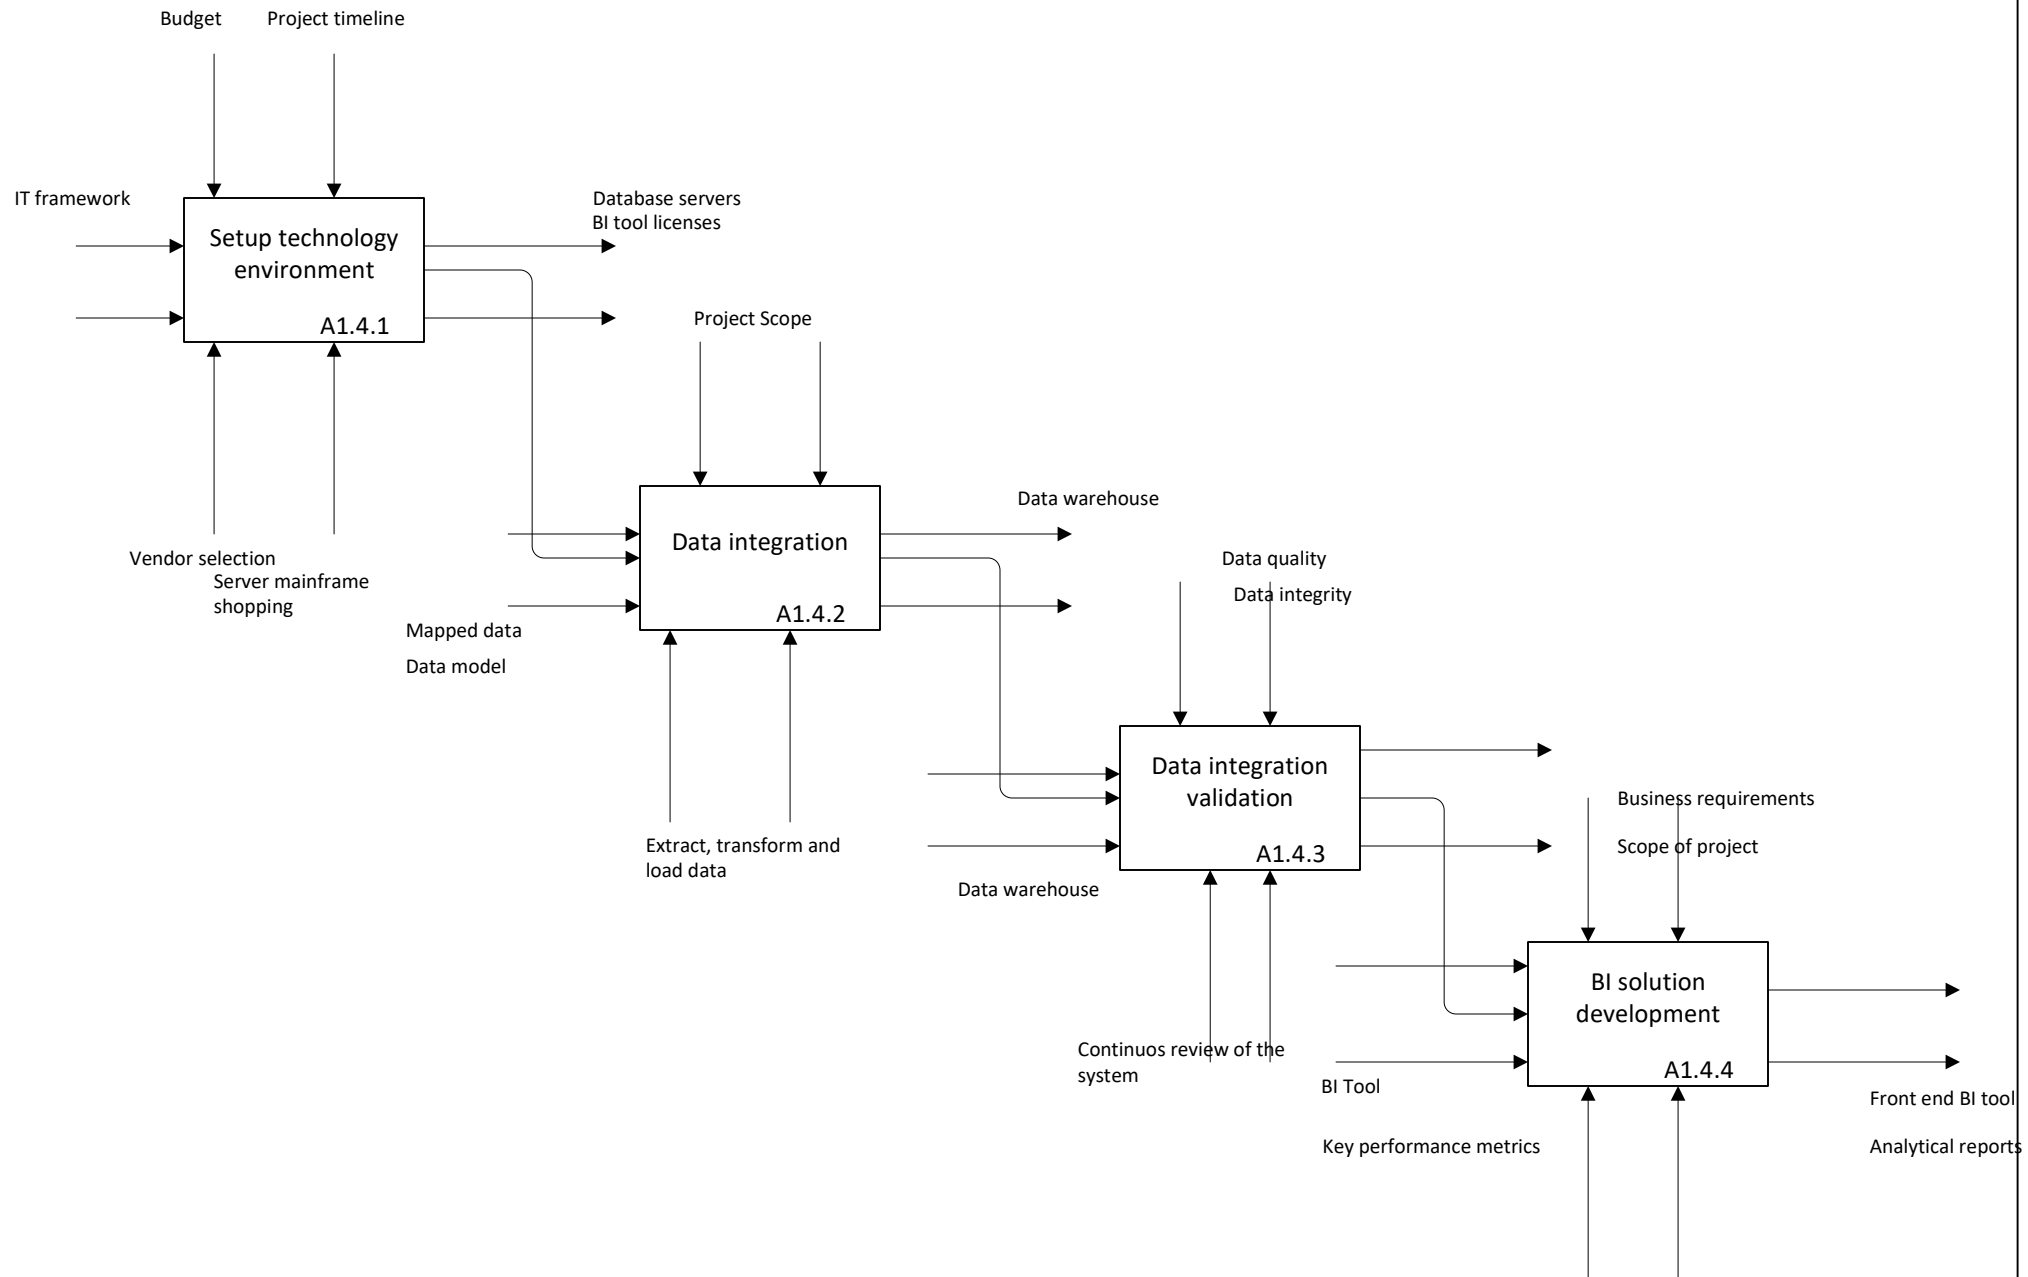 Budget
Project timeline
IT framework
Database servers
BI tool licenses
Setup technology
environment
A1.4.1
Project Scope
Vendor selection
Server mainframe
shopping
Data warehouse
Data integration
A1.4.2
Mapped data
Data model
Data quality
Data integrity
Extract, transform and
load data
Data integration
validation
A1.4.3
Data warehouse
Business requirements
Scope of project
Continuos review of the
system
BI solution
development
A1.4.4
BI Tool
Key performance metrics
Front end BI tool
Analytical reports